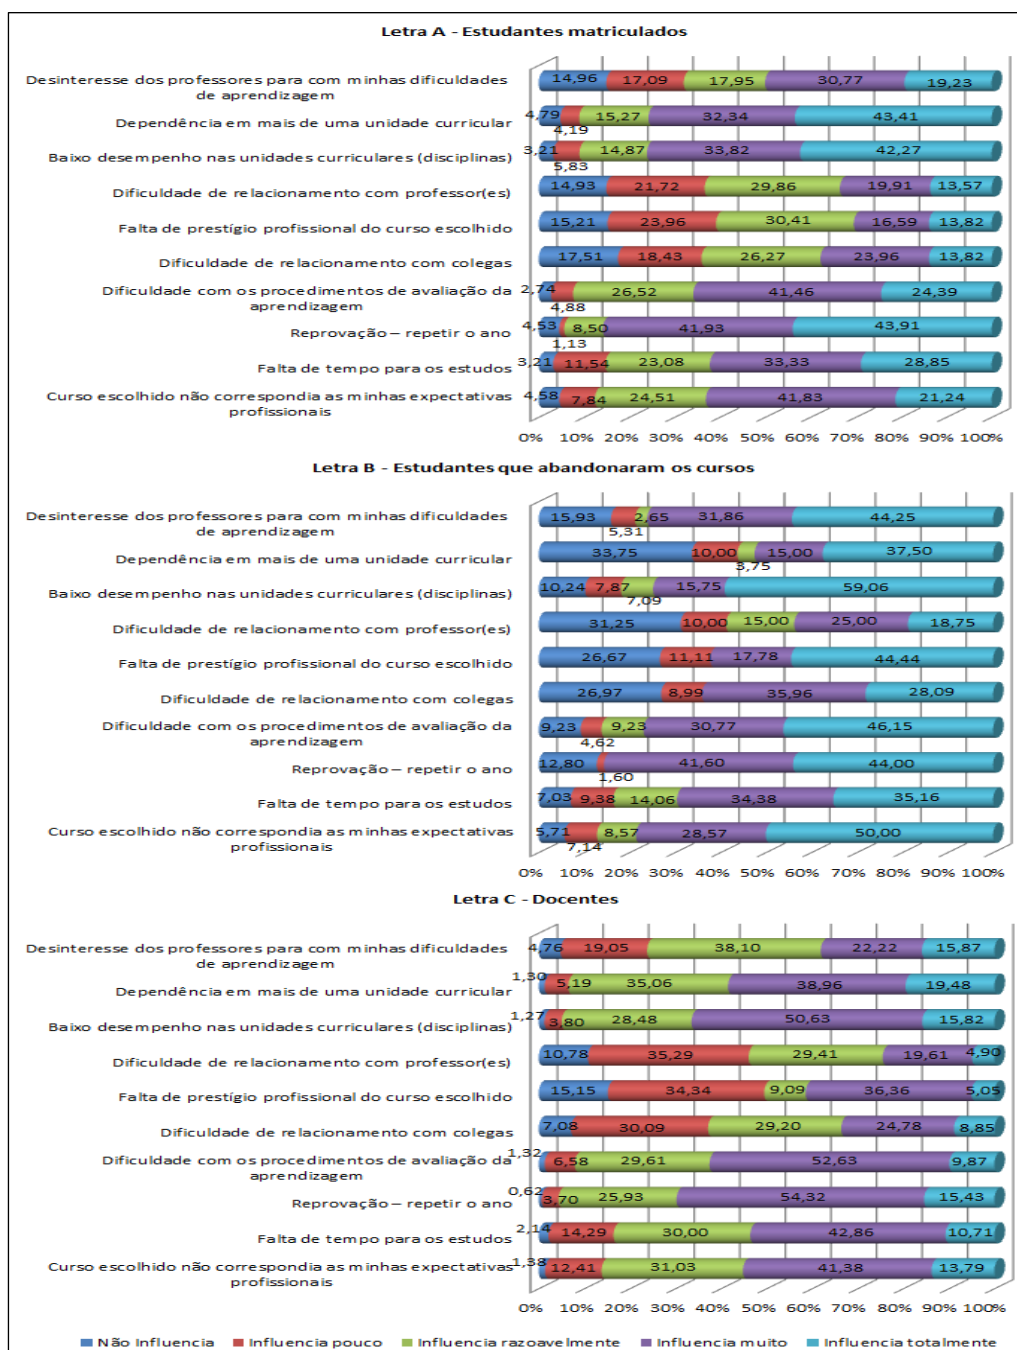 Letra A - Estudantes matriculados
Desinteresse dos professores para com minhas dificuldades
de aprendizagem
14,96 17,09 17,95 30,77 19,23
Dependência em mais de uma unidade curricular
4,79 4,19 15,27 32,34 43,41
Baixo desempenho nas unidades curriculares (disciplinas)
3,21 5,83 14,87 33,82 42,27
Dificuldade de relacionamento com professor(es)
14,93 21,72 29,86 19,91 13,57
Falta de prestígio profissional do curso escolhido
15,21 23,96 30,41 16,59 13,82
Dificuldade de relacionamento com colegas
17,51 18,43 26,27 23,96 13,82
Dificuldade com os procedimentos de avaliação da
aprendizagem
2,74 4,88 26,52 41,46 24,39
Reprovação – repetir o ano
4,53 1,13 8,50 41,93 43,91
Falta de tempo para os estudos
3,21 11,54 23,08 33,33 28,85
Curso escolhido não correspondia as minhas expectativas
profissionais
4,58 7,84 24,51 41,83 21,24
0% 10% 20% 30% 40% 50% 60% 70% 80% 90% 100%
Letra B - Estudantes que abandonaram os cursos
Desinteresse dos professores para com minhas dificuldades
de aprendizagem
15,93 5,31 2,65 31,86 44,25
Dependência em mais de uma unidade curricular
33,75 10,00 3,75 15,00 37,50
Baixo desempenho nas unidades curriculares (disciplinas)
10,24 7,87 7,09 15,75 59,06
Dificuldade de relacionamento com professor(es)
31,25 10,00 15,00 25,00 18,75
Falta de prestígio profissional do curso escolhido
26,67 11,11 17,78 44,44
Dificuldade de relacionamento com colegas
26,97 8,99 35,96 28,09
Dificuldade com os procedimentos de avaliação da
aprendizagem
9,23 4,62 9,23 30,77 46,15
Reprovação – repetir o ano
12,80 1,60 41,60 44,00
Falta de tempo para os estudos
7,03 9,38 14,06 34,38 35,16
Curso escolhido não correspondia as minhas expectativas
profissionais
5,71 7,14 8,57 28,57 50,00
0% 10% 20% 30% 40% 50% 60% 70% 80% 90% 100%
Letra C - Docentes
Desinteresse dos professores para com minhas dificuldades
de aprendizagem
4,76 19,05 38,10 22,22 15,87
Dependência em mais de uma unidade curricular
1,30 5,19 35,06 38,96 19,48
Baixo desempenho nas unidades curriculares (disciplinas)
1,27 3,80 28,48 50,63 15,82
Dificuldade de relacionamento com professor(es)
10,78 35,29 29,41 19,61 4,90
Falta de prestígio profissional do curso escolhido
15,15 34,34 9,09 36,36 5,05
Dificuldade de relacionamento com colegas
7,08 30,09 29,20 24,78 8,85
Dificuldade com os procedimentos de avaliação da
aprendizagem
1,32 6,58 29,61 52,63 9,87
Reprovação – repetir o ano
0,62 3,70 25,93 54,32 15,43
Falta de tempo para os estudos
2,14 14,29 30,00 42,86 10,71
Curso escolhido não correspondia as minhas expectativas
profissionais
1,38 12,41 31,03 41,38 13,79
0% 10% 20% 30% 40% 50% 60% 70% 80% 90% 100%
Não Influencia Influencia pouco Influencia razoavelmente Influencia muito Influencia totalmente